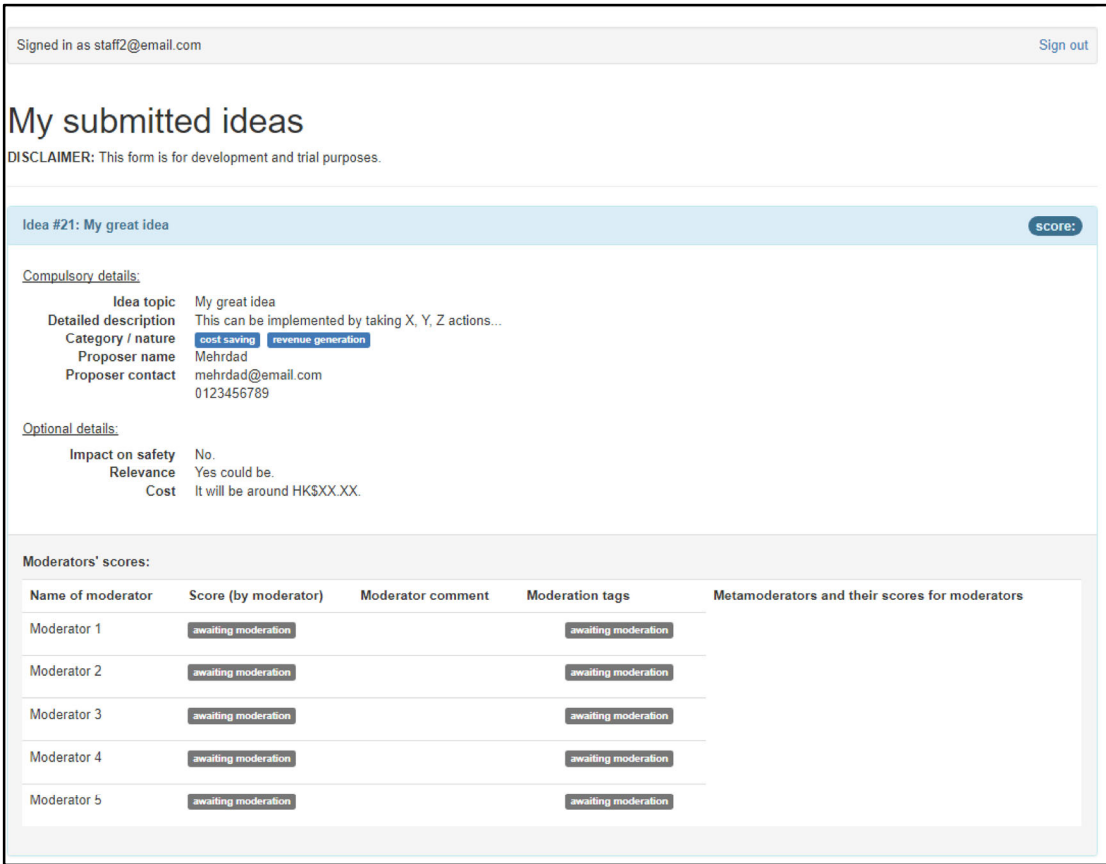 Signed in as staff2@email.com Sign out
My submitted ideas
DISCLAIMER: This form is for development and trial purposes.
Idea #21: My great idea score:
Compulsory details:
Idea topic My great idea
Detailed description This can be implemented by taking X, Y, Z actions...
Category / nature cost saving revenue generation
Proposer name Mehrdad
Proposer contact mehrdad@email.com
0123456789
Optional details:
Impact on safety No.
Relevance Yes could be.
Cost It will be around HK$XX.XX.
Moderators' scores:
Name of moderator Score (by moderator) Moderator comment Moderation tags Metamoderators and their scores for moderators
Moderator 1 awaiting moderation awaiting moderation
Moderator 2 awaiting moderation awaiting moderation
Moderator 3 awaiting moderation awaiting moderation
Moderator 4 awaiting moderation awaiting moderation
Moderator 5 awaiting moderation awaiting moderation